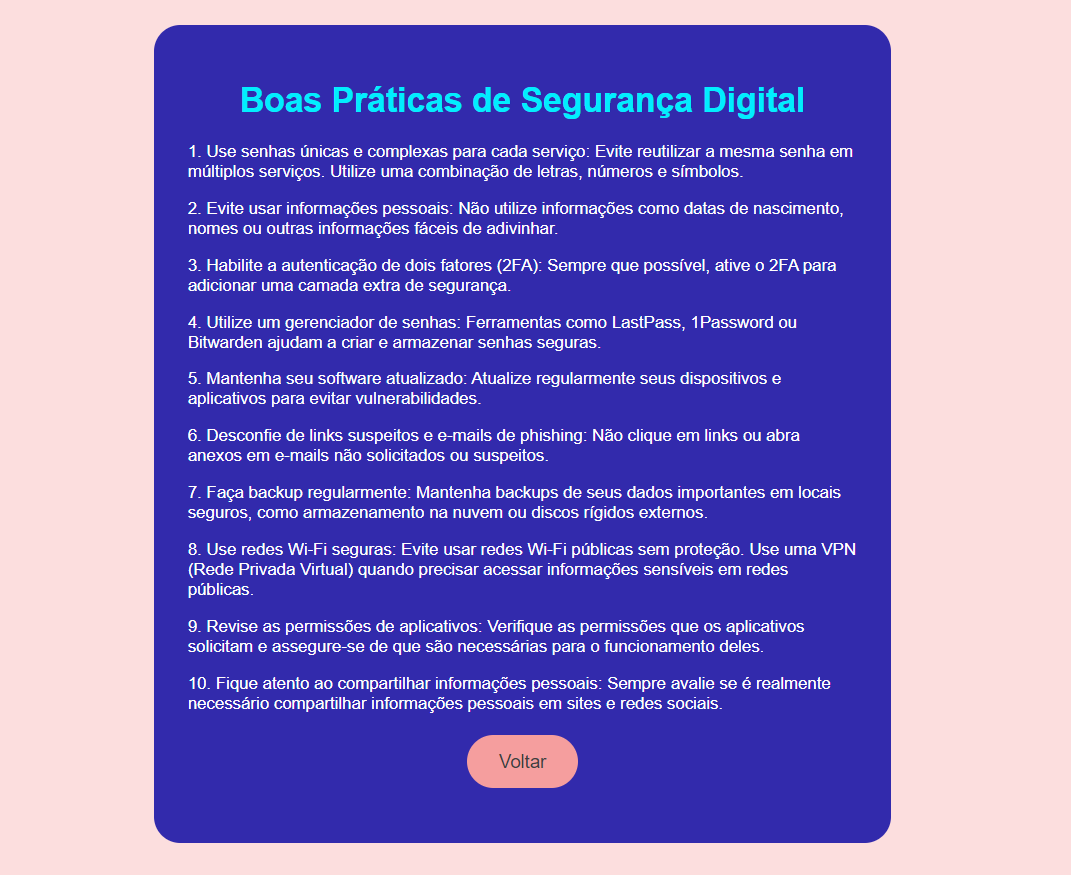 Boas Práticas de Segurança Digital
1. Use senhas únicas e complexas para cada serviço: Evite reutilizar a mesma senha em
múltiplos serviços. Utilize uma combinação de letras, números e símbolos.
2. Evite usar informações pessoais: Não utilize informações como datas de nascimento,
nomes ou outras informações fáceis de adivinhar.
3. Habilite a autenticação de dois fatores (2FA): Sempre que possível, ative o 2FA para
adicionar uma camada extra de segurança.
4. Utilize um gerenciador de senhas: Ferramentas como LastPass, 1Password ou
Bitwarden ajudam a criar e armazenar senhas seguras.
5. Mantenha seu software atualizado: Atualize regularmente seus dispositivos e
aplicativos para evitar vulnerabilidades.
6. Desconfie de links suspeitos e e-mails de phishing: Não clique em links ou abra
anexos em e-mails não solicitados ou suspeitos.
7. Faça backup regularmente: Mantenha backups de seus dados importantes em locais
seguros, como armazenamento na nuvem ou discos rígidos externos.
8. Use redes Wi-Fi seguras: Evite usar redes Wi-Fi públicas sem proteção. Use uma VPN
(Rede Privada Virtual) quando precisar acessar informações sensíveis em redes
públicas.
9. Revise as permissões de aplicativos: Verifique as permissões que os aplicativos
solicitam e assegure-se de que são necessárias para o funcionamento deles.
10. Fique atento ao compartilhar informações pessoais: Sempre avalie se é realmente
necessário compartilhar informações pessoais em sites e redes sociais.
Voltar